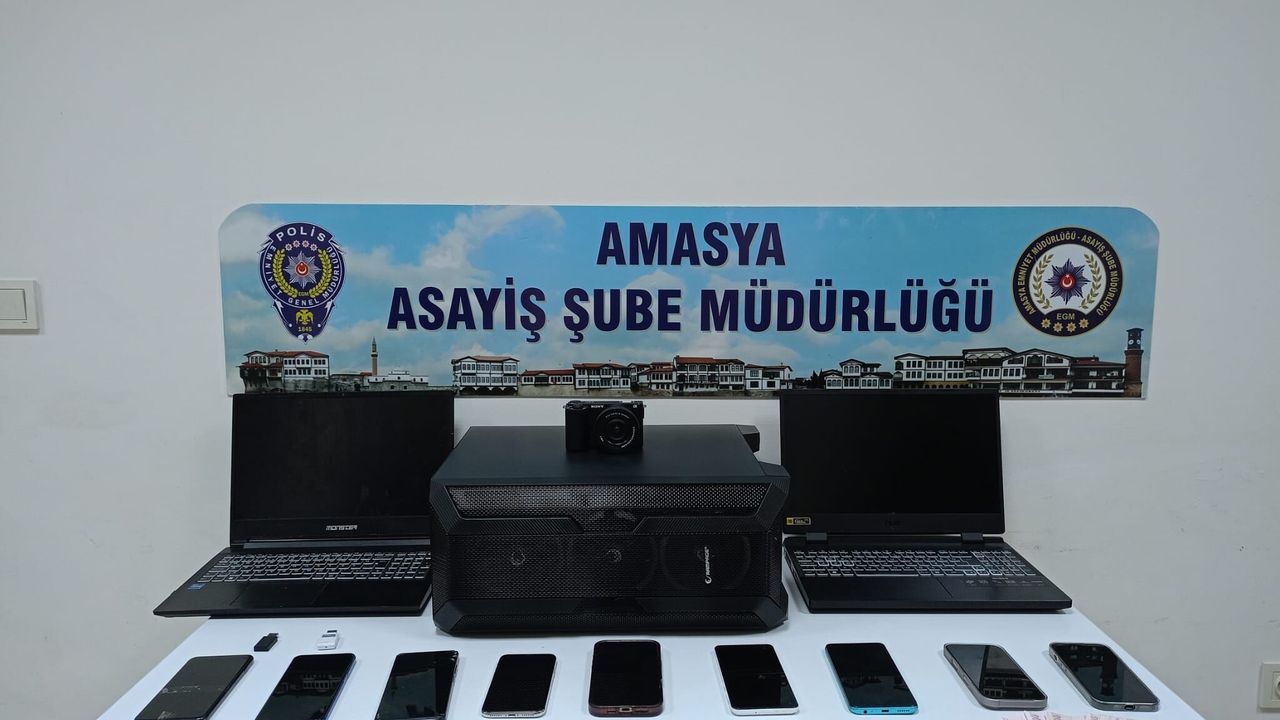 AMASYA
ASAYİŞ ŞUBE MÜDÜRLÜĞÜ
POLİS
EMNİYET GENEL MÜDÜRLÜĞÜ
1845
AMASYA EMNİYET MÜDÜRLÜĞÜ - ASAYİŞ ŞUBE MÜDÜRLÜĞÜ
EGM
SONY
MONSTER